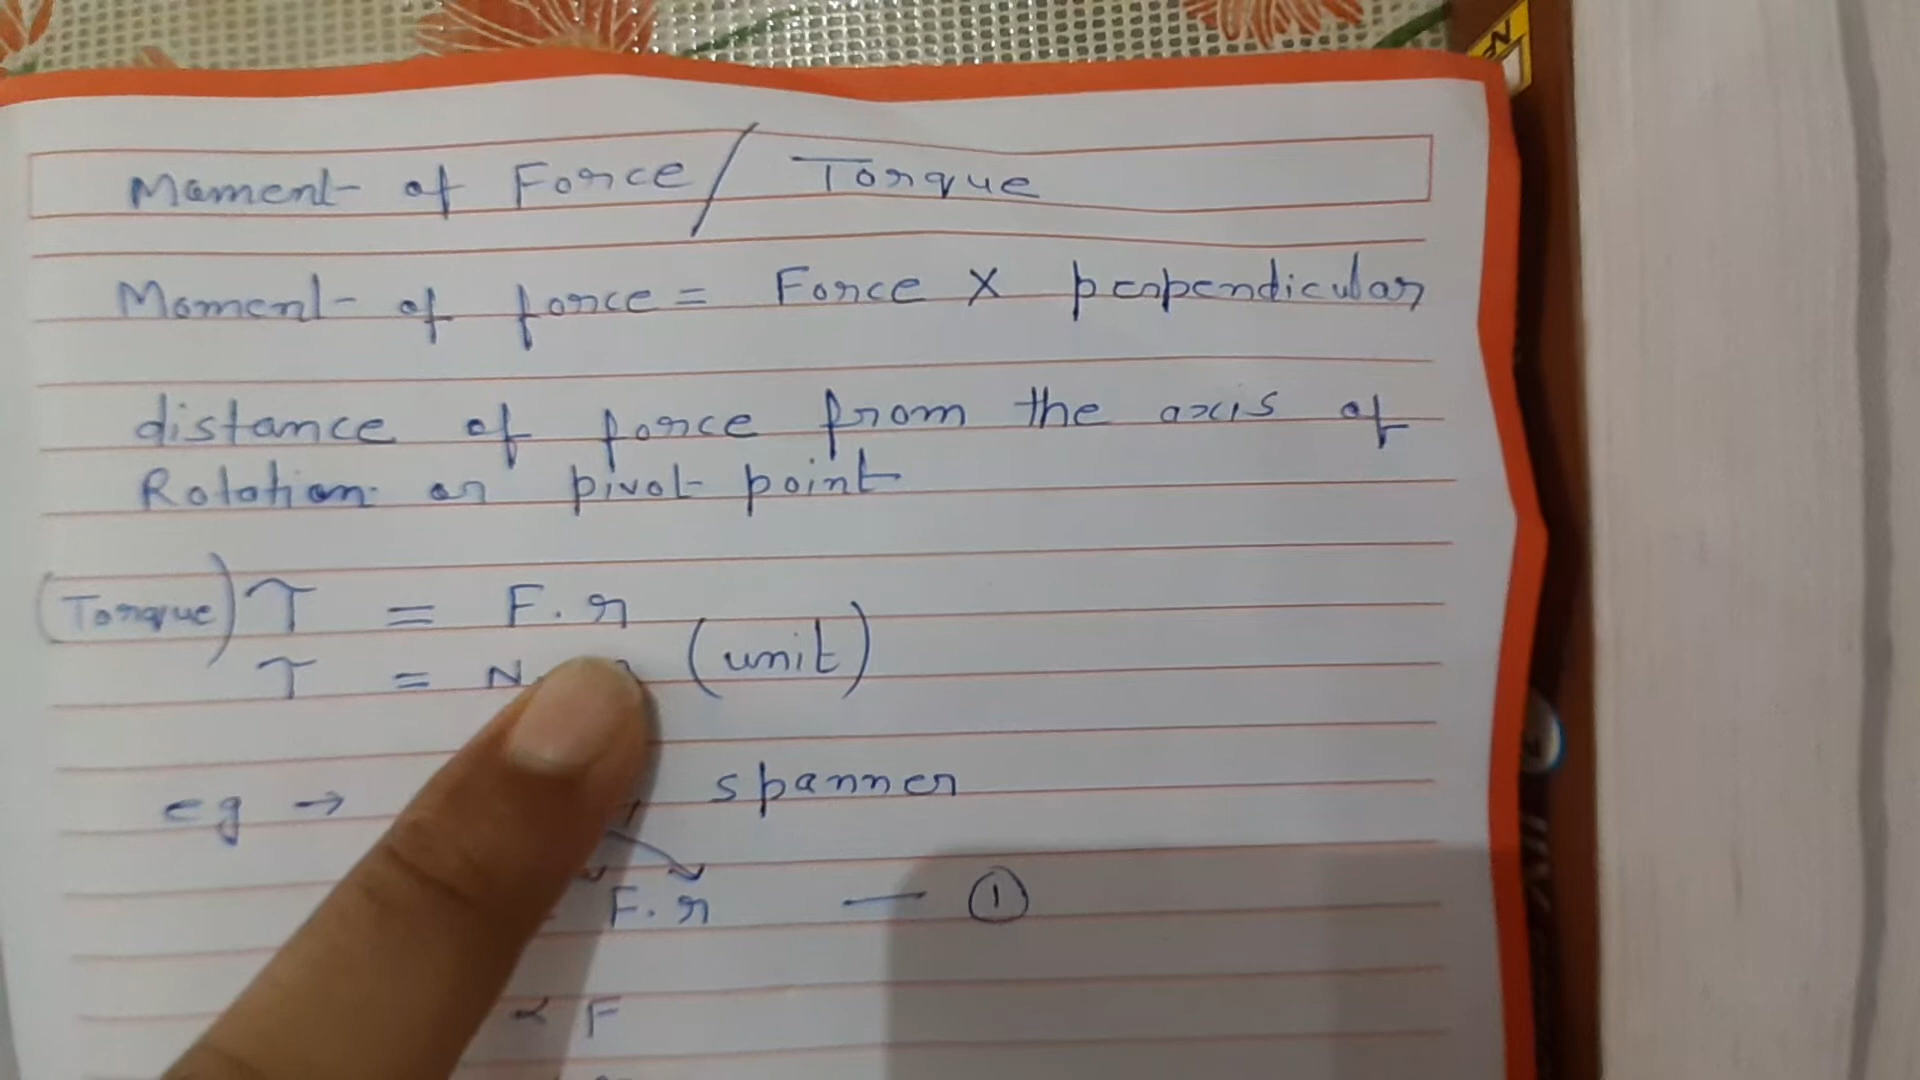 Moment of Force / Torque
Moment of force = Force X perpendicular
distance of force from the axis of
Rotation or pivot point
(Torque) τ = F. r
τ = N. (unit)
eg → spanner
F. r — ①
∝ F